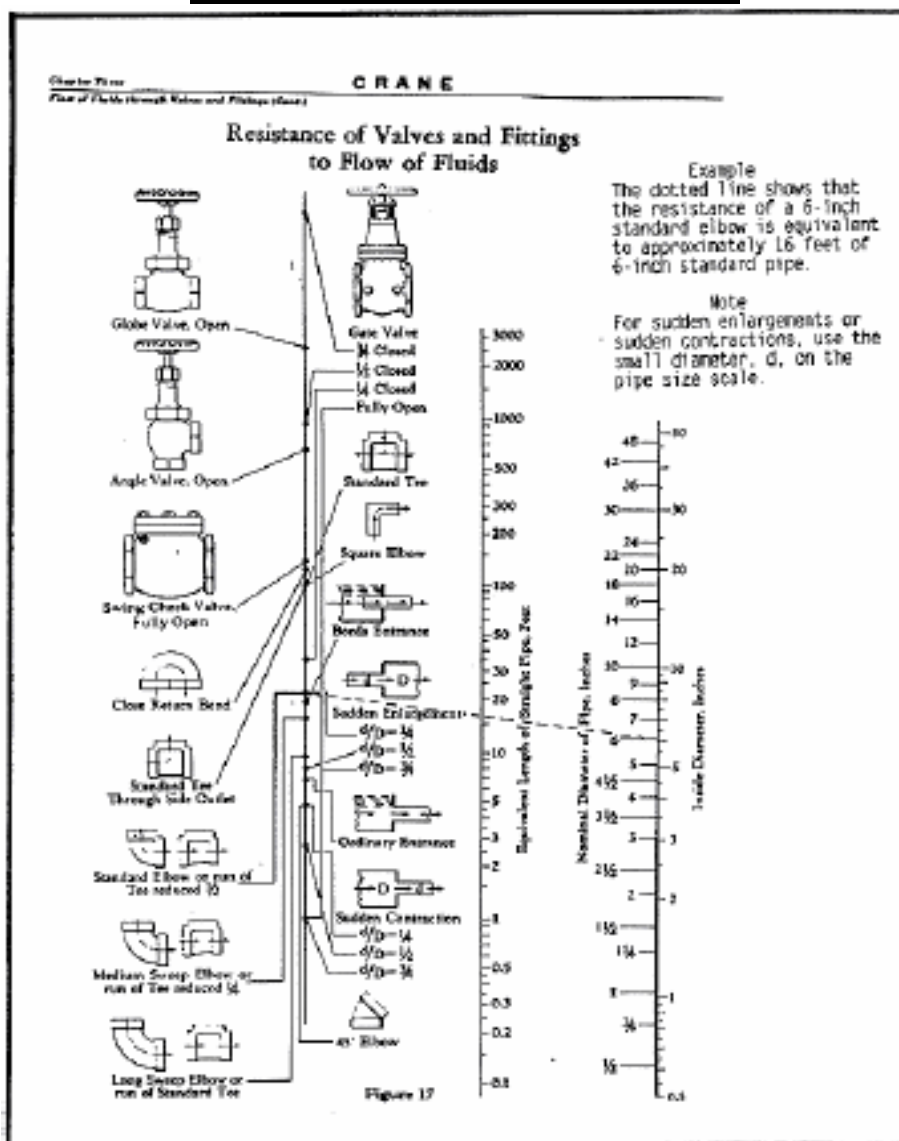 CRANE
Flow of Fluids through Valves and Fittings
Resistance of Valves and Fittings
to Flow of Fluids
Example
The dotted line shows that
the resistance of a 6-inch
standard elbow is equivalent
to approximately 16 feet of
6-inch standard pipe.
Note
For sudden enlargements or
sudden contractions, use the
small diameter, d, on the
pipe size scale.
Globe Valve, Open
Angle Valve, Open
Swing Check Valve,
Fully Open
Close Return Bend
Standard Tee
Through Side Outlet
Standard Elbow or run of
Tee reduced ½
Medium Sweep Elbow or
run of Tee reduced ¼
Long Sweep Elbow or
run of Standard Tee
Gate Valve
¾ Closed
½ Closed
¼ Closed
Fully Open
Standard Tee
Square Elbow
Borda Entrance
D
Sudden Enlargement
d/D=¼
d/D=½
d/D=¾
Ordinary Entrance
D
d
Sudden Contraction
d/D=¼
d/D=½
d/D=¾
45° Elbow
Figure 17
3000
2000
1000
500
300
200
100
50
30
20
10
5
3
2
1
0.5
0.3
0.2
0.1
Equivalent Length of Straight Pipe, Feet
48
42
36
30
24
22
20
18
16
14
12
10
9
8
7
6
5
4½
4
3½
3
2½
2
1½
1¼
1
¾
½
Nominal Diameter of Pipe, Inches
50
30
20
10
5
3
2
1
0.5
Inside Diameter, Inches